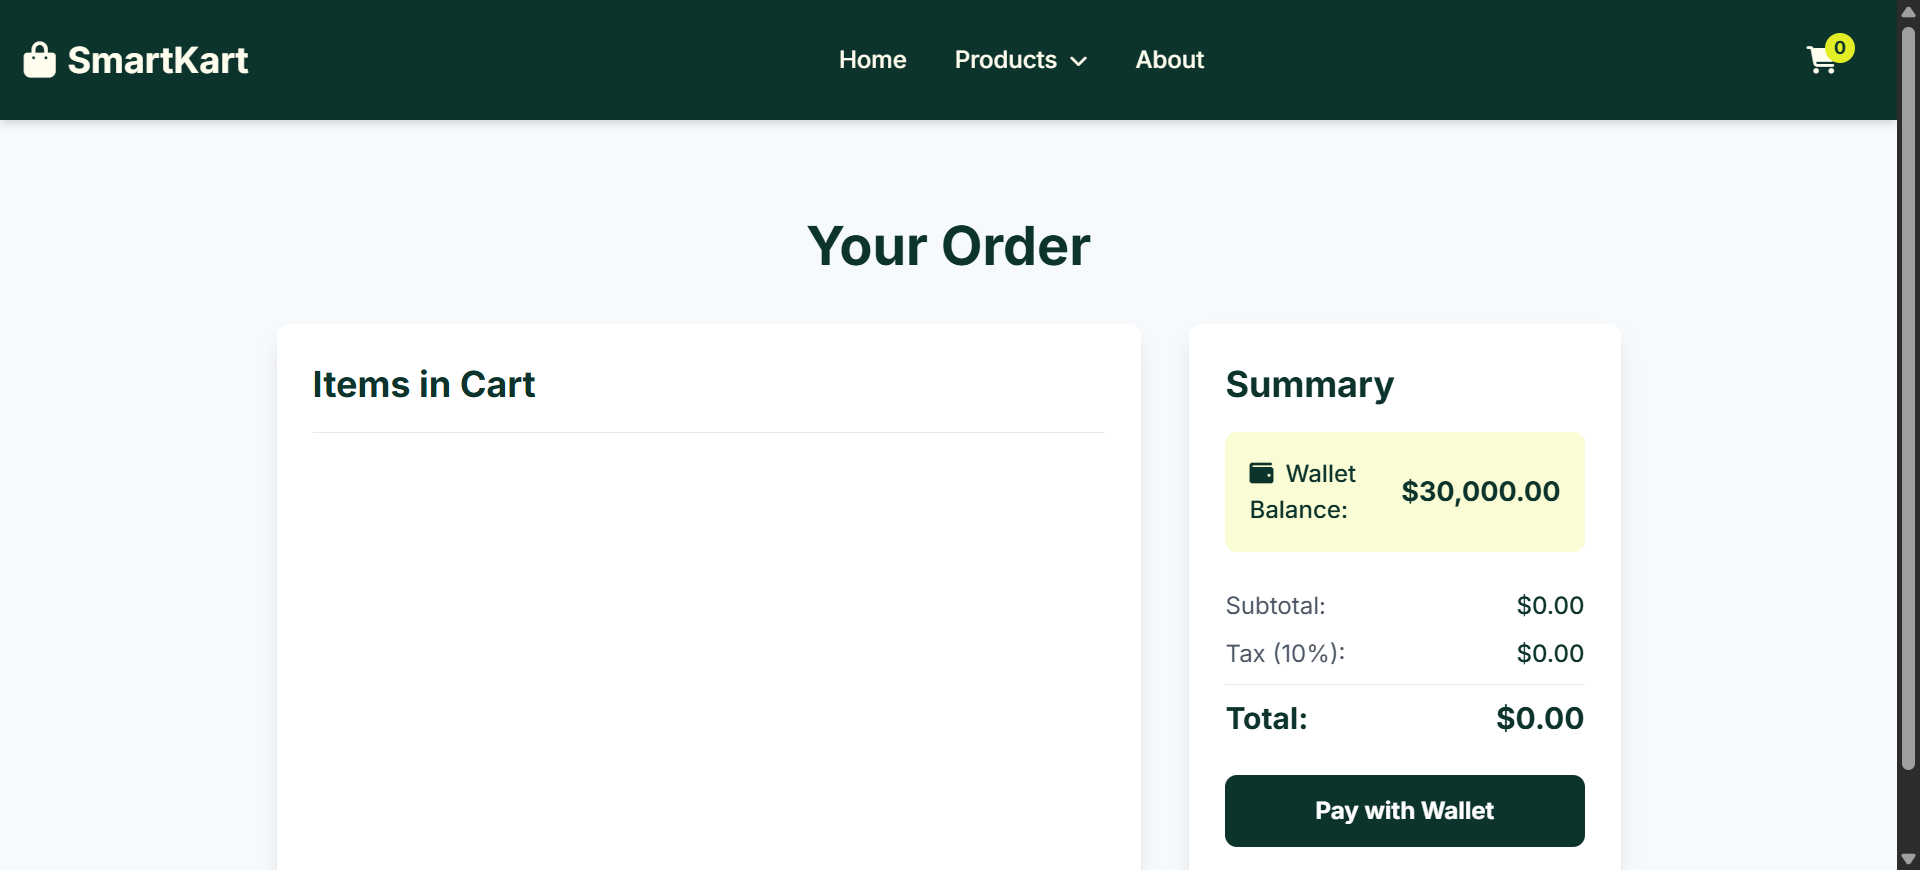 SmartKart
Home
Products
About
0
Your Order
Items in Cart
Summary
Wallet
Balance:
$30,000.00
Subtotal:
$0.00
Tax (10%):
$0.00
Total:
$0.00
Pay with Wallet